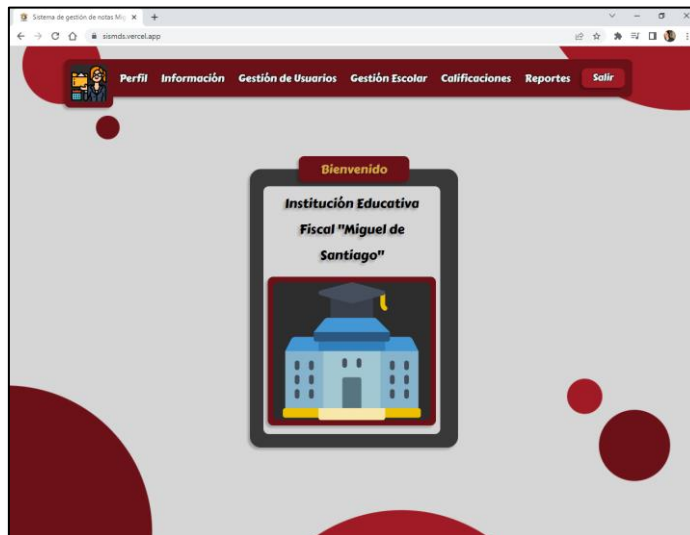 Sistema de gestión de notas Mig
sismds.vercel.app
Perfil Información Gestión de Usuarios Gestión Escolar Calificaciones Reportes Salir
Bienvenido
Institución Educativa
Fiscal "Miguel de
Santiago"